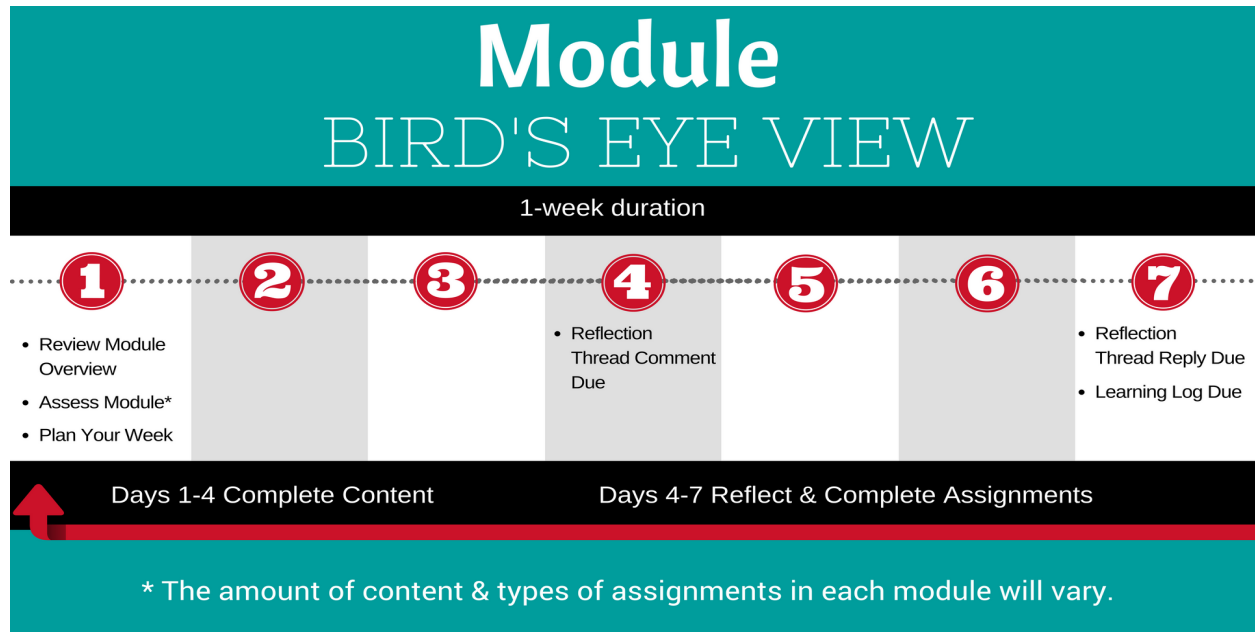 Module
BIRD'S EYE VIEW
1-week duration
1
2
3
4
5
6
7
• Review Module
Overview
• Assess Module*
• Plan Your Week
• Reflection
Thread Comment
Due
• Reflection
Thread Reply Due
• Learning Log Due
Days 1-4 Complete Content
Days 4-7 Reflect & Complete Assignments
* The amount of content & types of assignments in each module will vary.